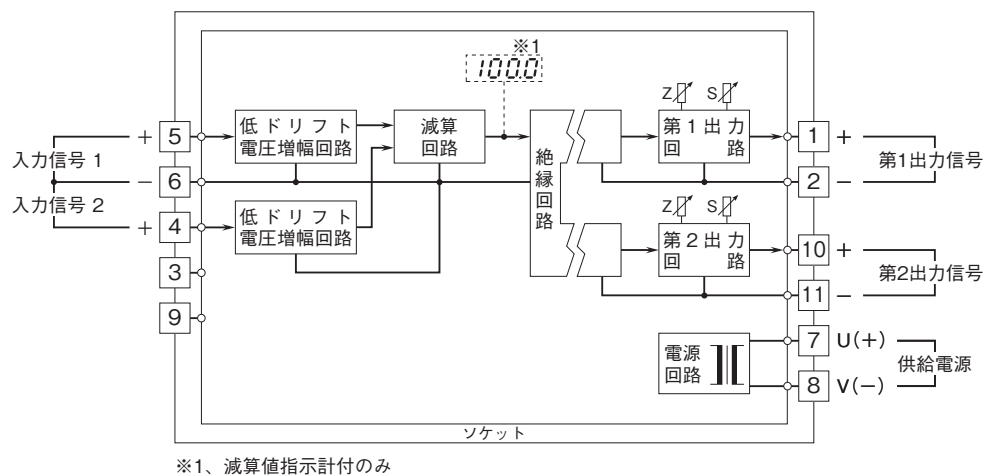 ※1
100.0
Z S
低ドリフト
電圧増幅回路
減算
回路
絶縁回路
第1出力
回路
入力信号 1
+ 5
- 6
入力信号 2
+ 4
3
9
低ドリフト
電圧増幅回路
Z S
第2出力
回路
1 +
2 −
第1出力信号
10 +
11 −
第2出力信号
電源
回路
7 U(+)
8 V(−)
供給電源
ソケット
※1、減算値指示計付のみ